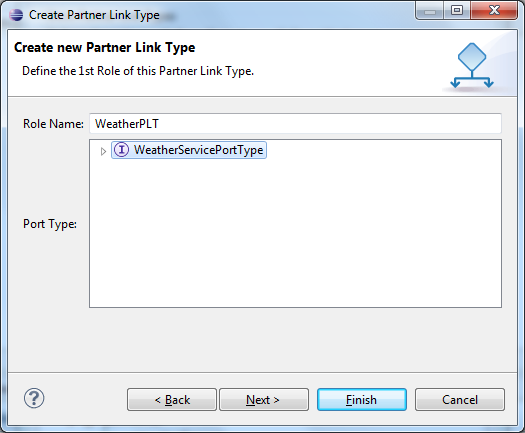 Create Partner Link Type
Create new Partner Link Type
Define the 1st Role of this Partner Link Type.
Role Name: WeatherPLT
WeatherServicePortType
Port Type:
< Back Next > Finish Cancel